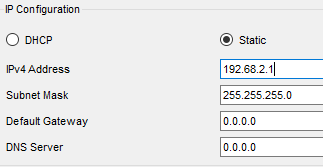 IP Configuration
DHCP Static
IPv4 Address 192.68.2.1
Subnet Mask 255.255.255.0
Default Gateway 0.0.0.0
DNS Server 0.0.0.0